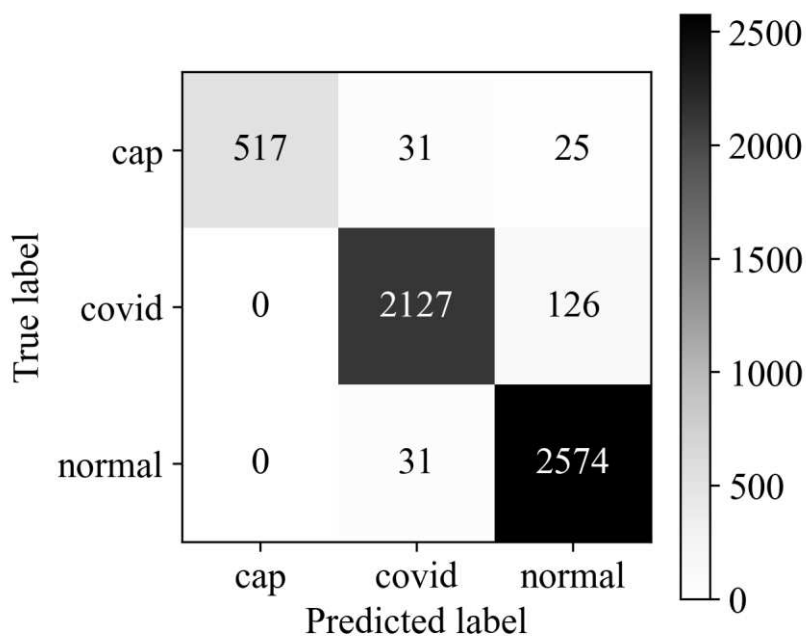 True label
cap 517 31 25
covid 0 2127 126
normal 0 31 2574
cap covid normal
Predicted label
2500
2000
1500
1000
500
0